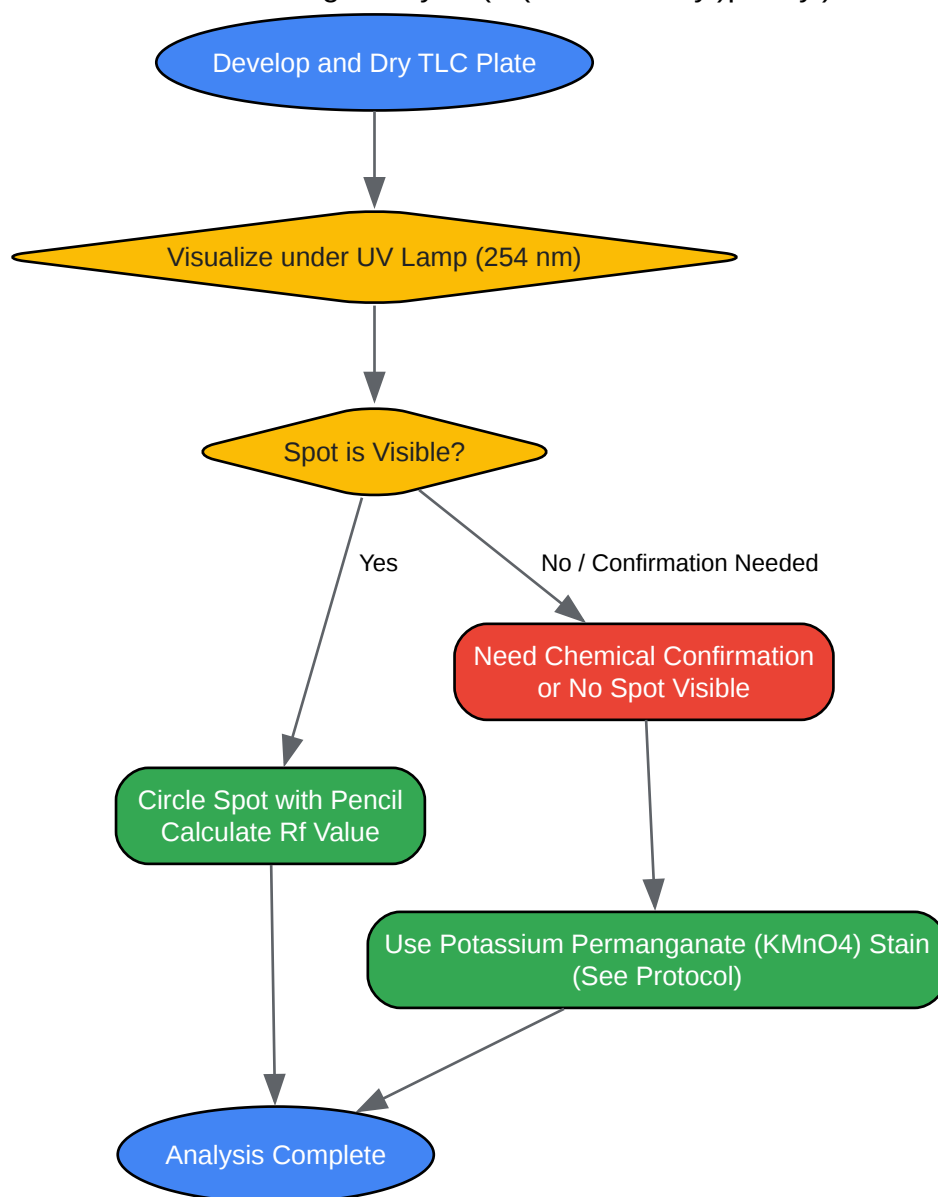 Develop and Dry TLC Plate
Visualize under UV Lamp (254 nm)
Spot is Visible?
Yes
No / Confirmation Needed
Need Chemical Confirmation
or No Spot Visible
Circle Spot with Pencil
Calculate Rf Value
Use Potassium Permanganate (KMnO4) Stain
(See Protocol)
Analysis Complete